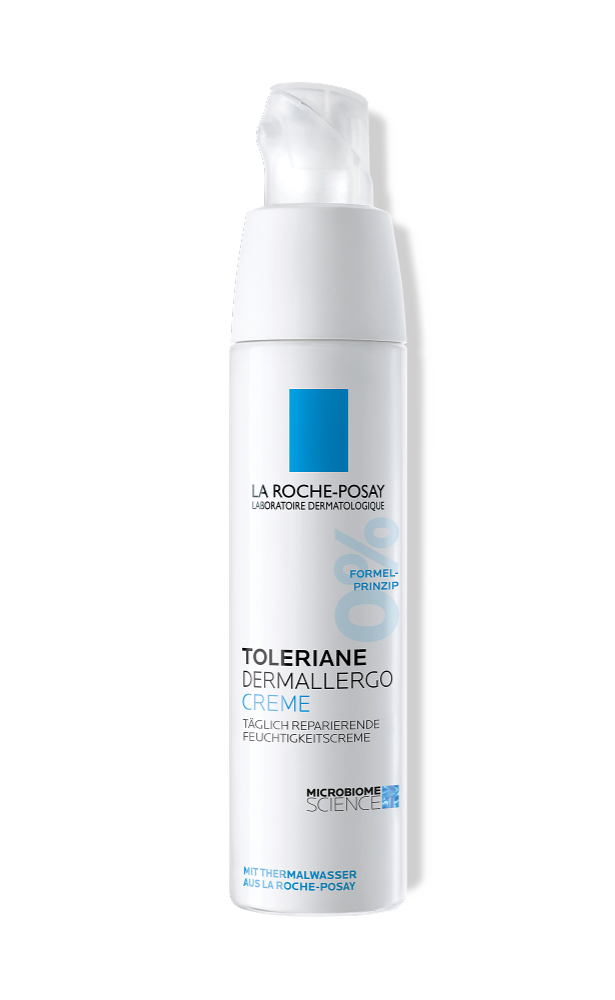 LA ROCHE-POSAY
LABORATOIRE DERMATOLOGIQUE
0%
FORMEL-
PRINZIP
TOLERIANE
DERMALLERGO
CREME
TÄGLICH REPARIERENDE
FEUCHTIGKEITSCREME
MICROBIOME
SCIENCE
MIT THERMALWASSER
AUS LA ROCHE-POSAY